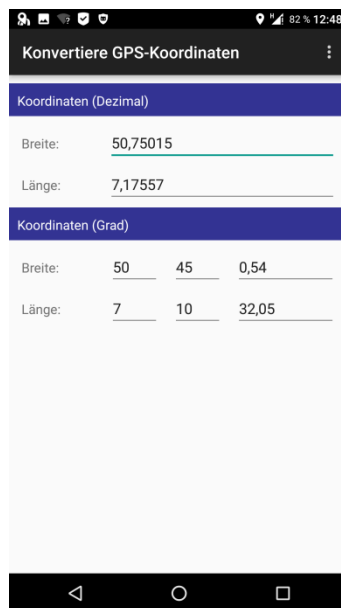 82 % 12:48
Konvertiere GPS-Koordinaten
Koordinaten (Dezimal)
Breite: 50,75015
Länge: 7,17557
Koordinaten (Grad)
Breite: 50 45 0,54
Länge: 7 10 32,05